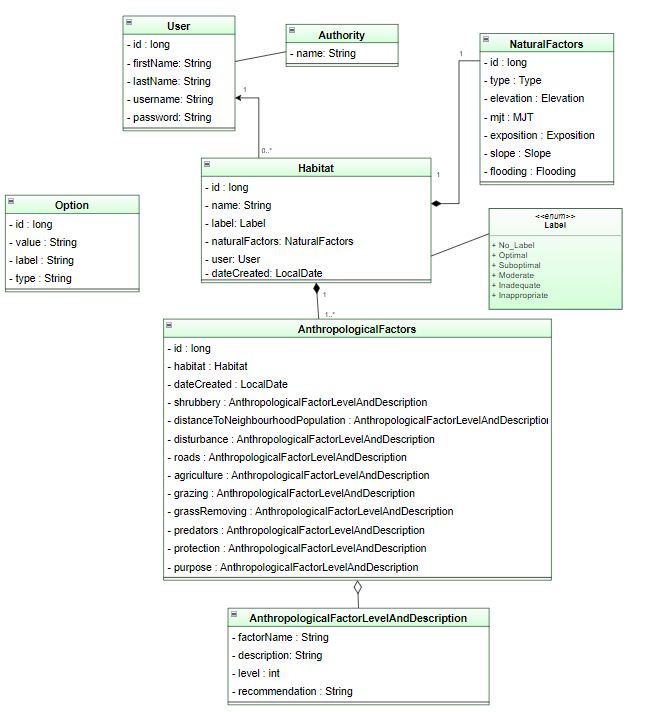 User
- id : long
- firstName: String
- lastName: String
- username: String
- password: String
Authority
- name: String
NaturalFactors
- id : long
- type : Type
- elevation : Elevation
- mjt : MJT
- exposition : Exposition
- slope : Slope
- flooding : Flooding
1
1
0..*
Habitat
- id : long
- name: String
- label: Label
- naturalFactors: NaturalFactors
- user: User
- dateCreated: LocalDate
1
Option
- id : long
- value : String
- label : String
- type : String
<<enum>>
Label
+ No_Label
+ Optimal
+ Suboptimal
+ Moderate
+ Inadequate
+ Inappropriate
1
1..*
AnthropologicalFactors
- id : long
- habitat : Habitat
- dateCreated : LocalDate
- shrubbery : AnthropologicalFactorLevelAndDescription
- distanceToNeighbourhoodPopulation : AnthropologicalFactorLevelAndDescription
- disturbance : AnthropologicalFactorLevelAndDescription
- roads : AnthropologicalFactorLevelAndDescription
- agriculture : AnthropologicalFactorLevelAndDescription
- grazing : AnthropologicalFactorLevelAndDescription
- grassRemoving : AnthropologicalFactorLevelAndDescription
- predators : AnthropologicalFactorLevelAndDescription
- protection : AnthropologicalFactorLevelAndDescription
- purpose : AnthropologicalFactorLevelAndDescription
AnthropologicalFactorLevelAndDescription
- factorName : String
- description: String
- level : int
- recommendation : String